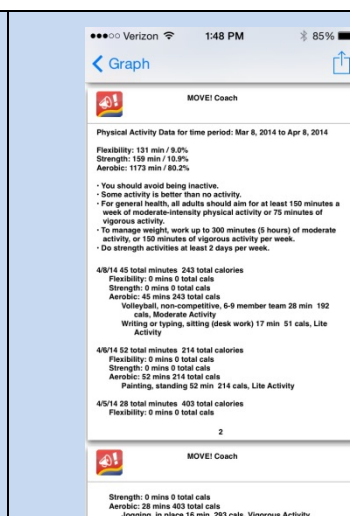 ●●●○○ Verizon 1:48 PM 85%
Graph
MOVE! Coach
Physical Activity Data for time period: Mar 8, 2014 to Apr 8, 2014
Flexibility: 131 min / 9.0%
Strength: 159 min / 10.9%
Aerobic: 1173 min / 80.2%
· You should avoid being inactive.
· Some activity is better than no activity.
· For general health, all adults should aim for at least 150 minutes a
week of moderate-intensity physical activity or 75 minutes of
vigorous activity.
· To manage weight, work up to 300 minutes (5 hours) of moderate
activity, or 150 minutes of vigorous activity per week.
· Do strength activities at least 2 days per week.
4/8/14 45 total minutes 243 total calories
Flexibility: 0 mins 0 total cals
Strength: 0 mins 0 total cals
Aerobic: 45 mins 243 total cals
Volleyball, non-competitive, 6-9 member team 28 min 192
cals, Moderate Activity
Writing or typing, sitting (desk work) 17 min 51 cals, Lite
Activity
4/6/14 52 total minutes 214 total calories
Flexibility: 0 mins 0 total cals
Strength: 0 mins 0 total cals
Aerobic: 52 mins 214 total cals
Painting, standing 52 min 214 cals, Lite Activity
4/5/14 28 total minutes 403 total calories
Flexibility: 0 mins 0 total cals
2
MOVE! Coach
Strength: 0 mins 0 total cals
Aerobic: 28 mins 403 total cals
Jogging, in place 16 min 293 cals, Vigorous Activity